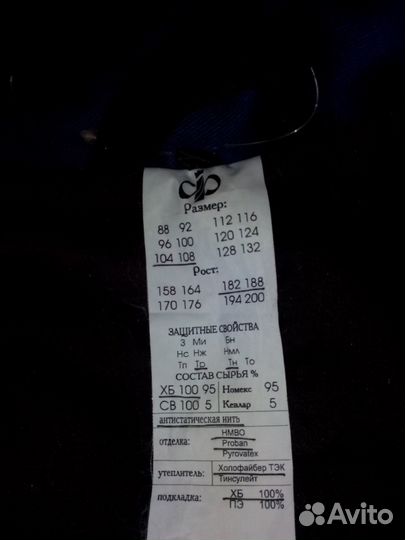 Размер:
88 92 112 116
96 100 120 124
104 108 128 132
Рост:
158 164 182 188
170 176 194 200
ЗАЩИТНЫЕ СВОЙСТВА
З Ми Бн
Нс Нж Нмл
Тп Тр Тн То
СОСТАВ СЫРЬЯ %
ХБ 100 95 Номекс 95
СВ 100 5 Кевлар 5
антистатическая нить
отделка: НМВО
Proban
Pyrovatex
утеплитель: Холофайбер ТЭК
Тинсулейт
подкладка: ХБ 100%
ПЭ 100%
Avito